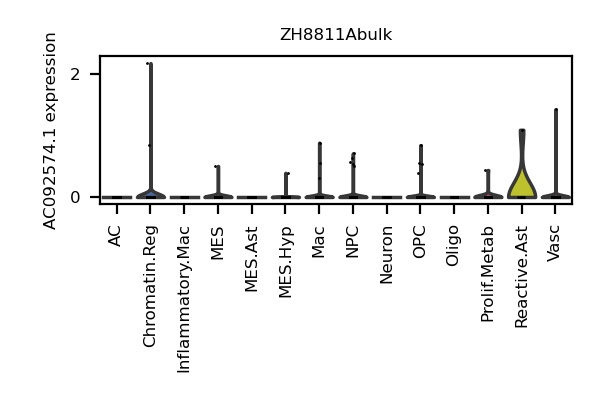 ZH8811Abulk
AC092574.1 expression
2
0
AC
Chromatin.Reg
Inflammatory.Mac
MES
MES.Ast
MES.Hyp
Mac
NPC
Neuron
OPC
Oligo
Prolif.Metab
Reactive.Ast
Vasc